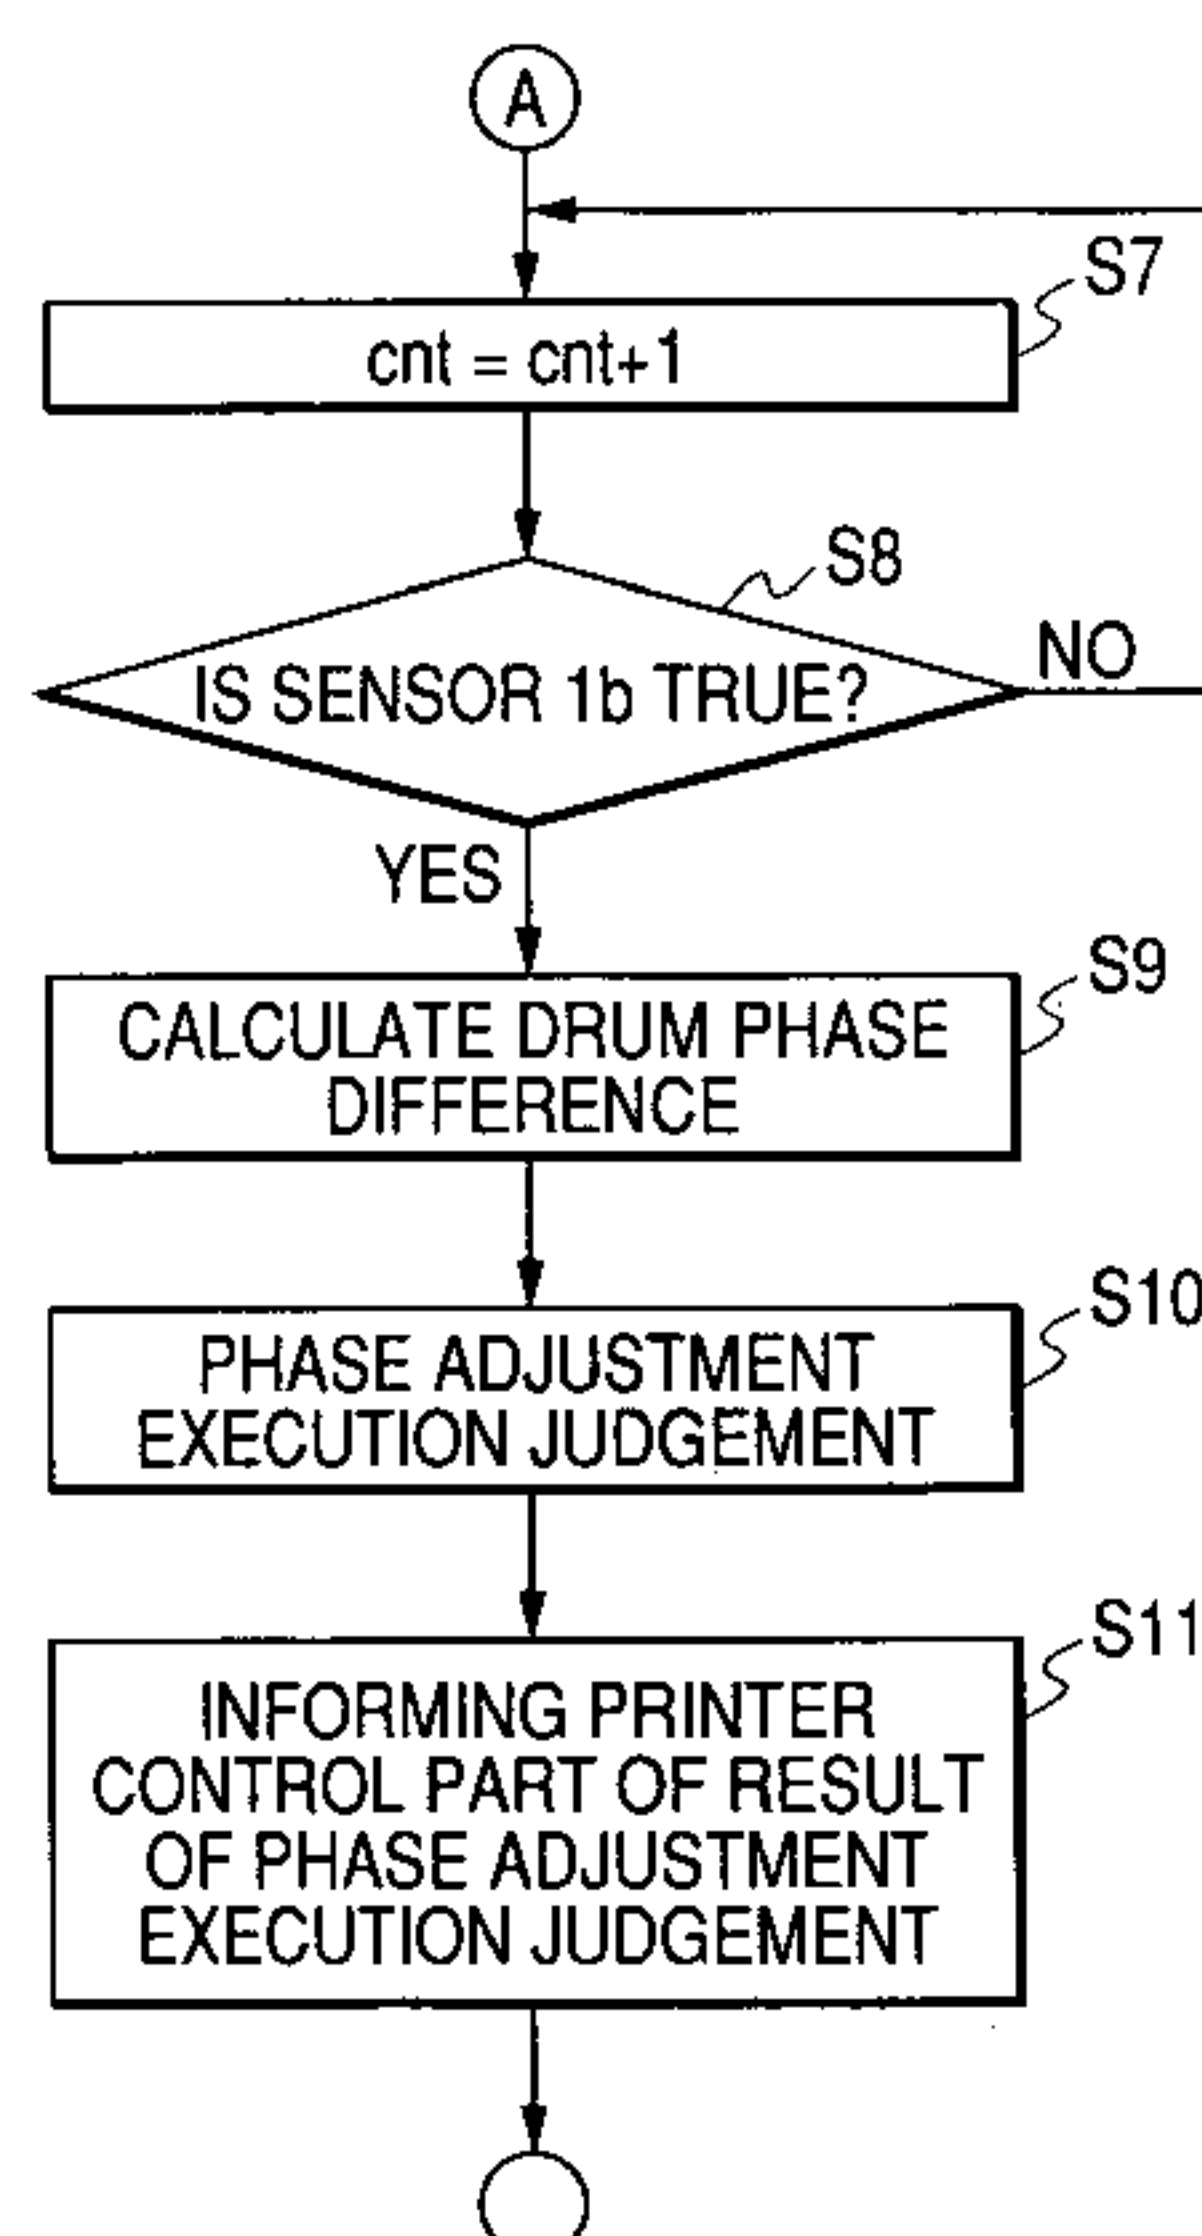 A
S7
cnt = cnt+1
S8
IS SENSOR 1b TRUE?
NO
YES
S9
CALCULATE DRUM PHASE
DIFFERENCE
S10
PHASE ADJUSTMENT
EXECUTION JUDGEMENT
S11
INFORMING PRINTER
CONTROL PART OF RESULT
OF PHASE ADJUSTMENT
EXECUTION JUDGEMENT